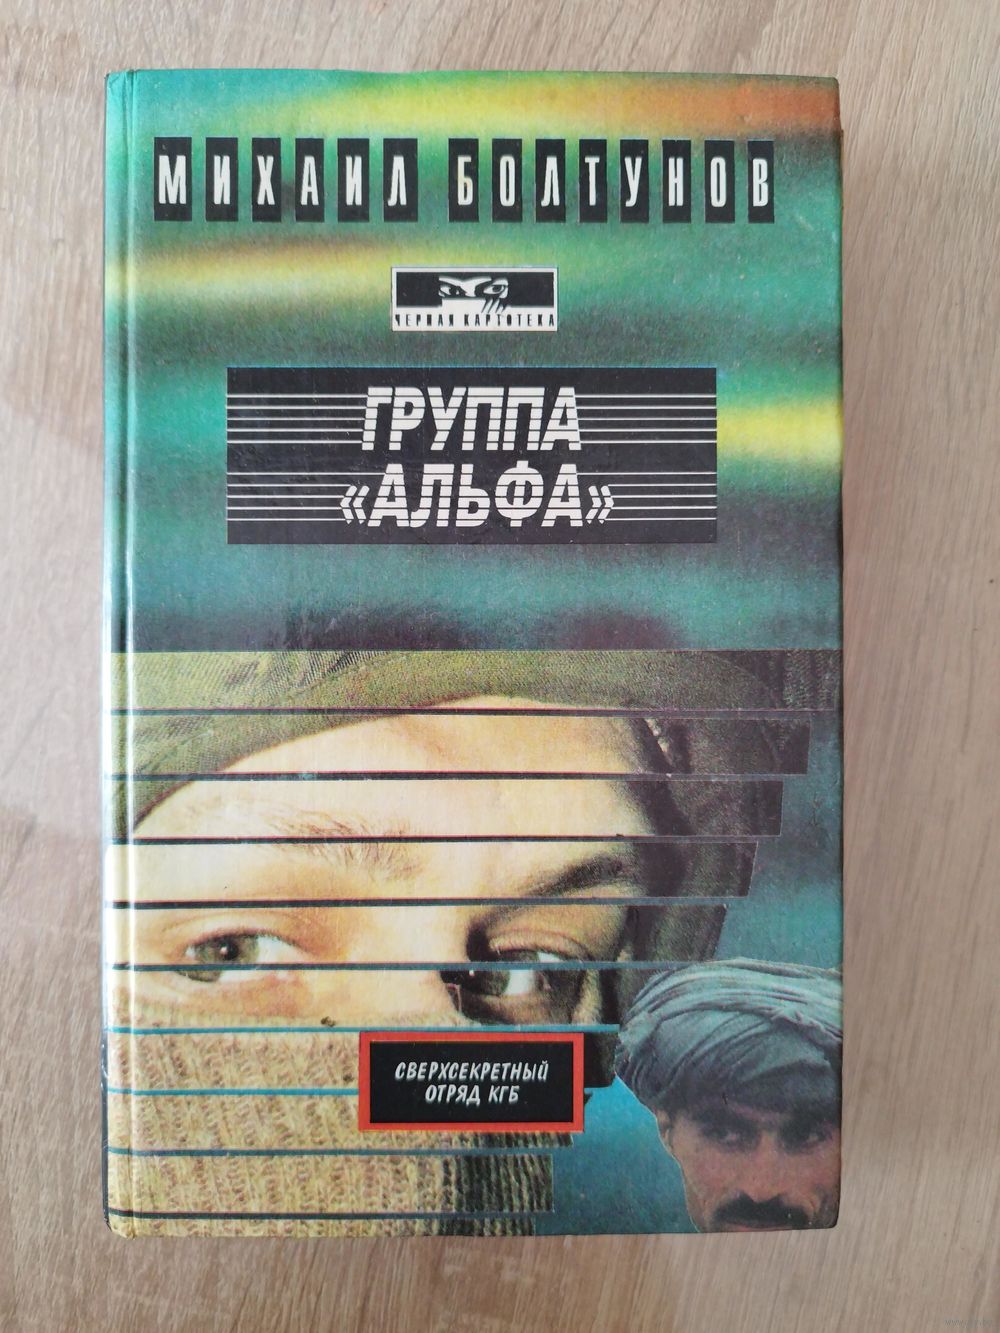 МИХАИЛ БОЛТУНОВ
ЧЕРНАЯ КАРТОТЕКА
ГРУППА
«АЛЬФА»
СВЕРХСЕКРЕТНЫЙ
ОТРЯД КГБ